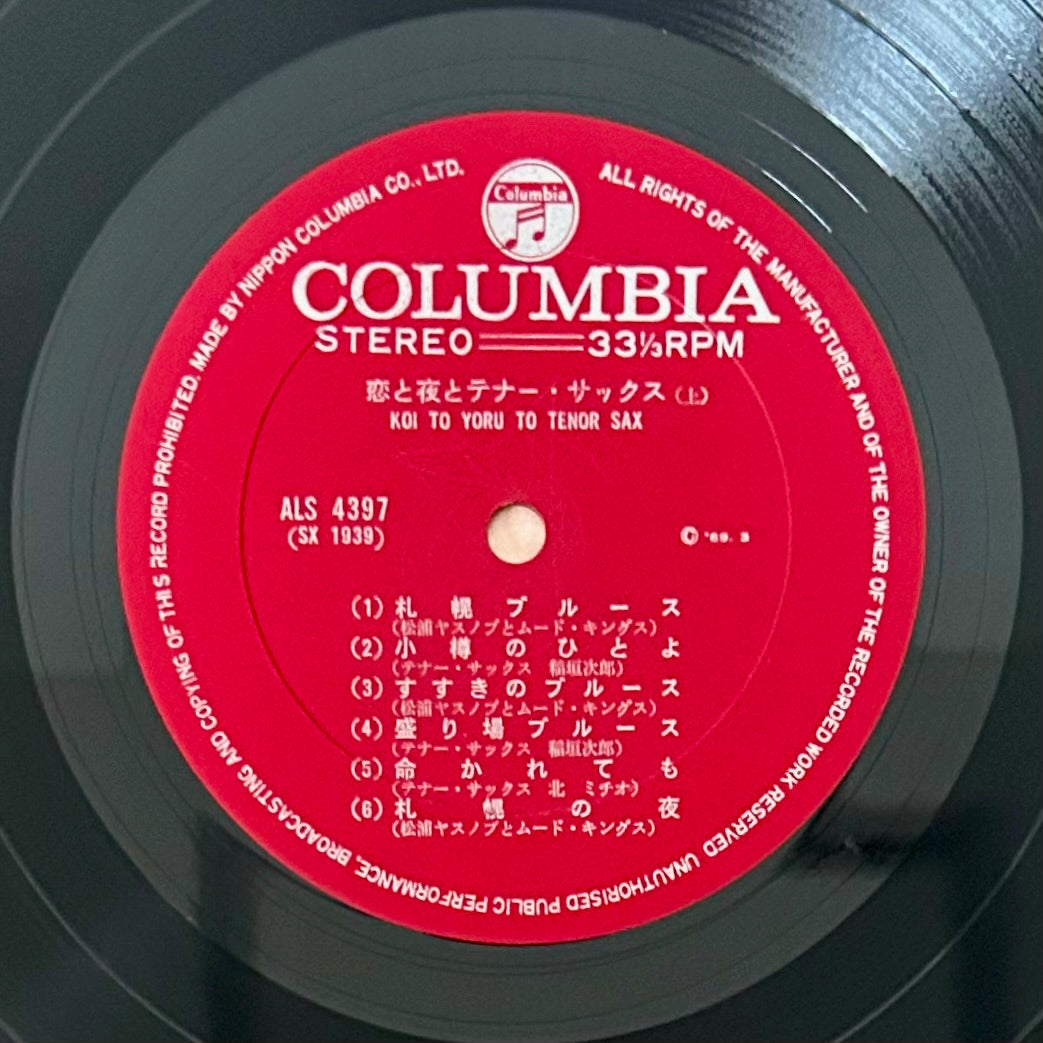 Columbia
COLUMBIA
STEREO 33⅓RPM
恋と夜とテナー・サックス（上）
KOI TO YORU TO TENOR SAX
ALS 4397
(SX 1939)
Ⓒ '69. 3
(1) 札幌ブルース
(松浦ヤスノブとムード・キングス)
(2) 小樽のひとよ
(テナー・サックス 稲垣次郎)
(3) すすきのブルース
(松浦ヤスノブとムード・キングス)
(4) 盛り場ブルース
(テナー・サックス 稲垣次郎)
(5) 命かれても
(テナー・サックス 北 ミチオ)
(6) 札幌の夜
(松浦ヤスノブとムード・キングス)
ALL RIGHTS OF THE MANUFACTURER AND OF THE OWNER OF THE RECORDED WORK RESERVED UNAUTHORISED PUBLIC PERFORMANCE, BROADCASTING AND COPYING OF THIS RECORD PROHIBITED. MADE BY NIPPON COLUMBIA CO., LTD.